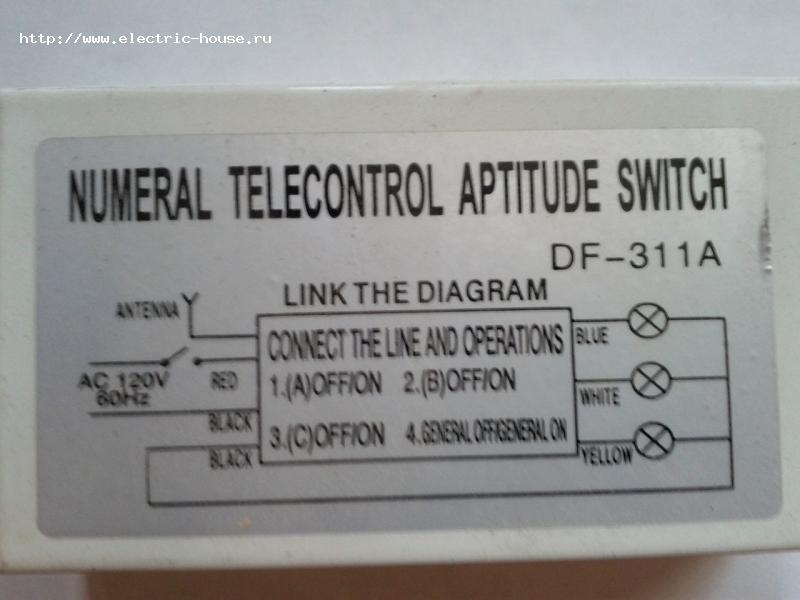 http://www.electric-house.ru
NUMERAL TELECONTROL APTITUDE SWITCH
DF-311A
LINK THE DIAGRAM
ANTENNA
CONNECT THE LINE AND OPERATIONS
BLUE
AC 120V
60Hz
RED
1.(A)OFF/ON 2.(B)OFF/ON
WHITE
BLACK
3.(C)OFF/ON 4.GENERAL OFF/GENERAL ON
BLACK
YELLOW